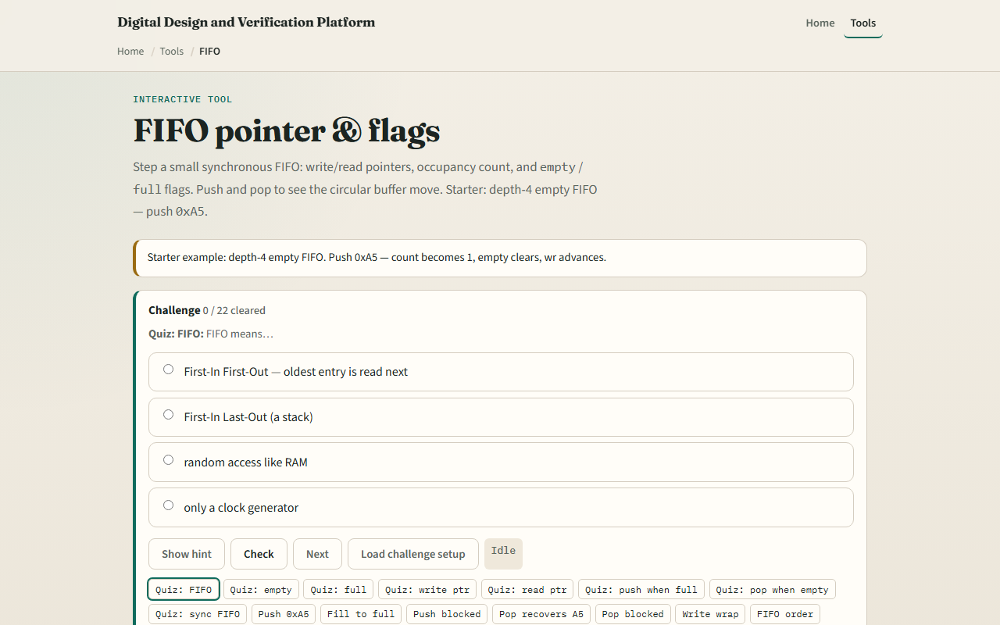 Digital Design and Verification Platform
Home Tools
Home / Tools / FIFO
INTERACTIVE TOOL
FIFO pointer & flags
Step a small synchronous FIFO: write/read pointers, occupancy count, and empty /
full flags. Push and pop to see the circular buffer move. Starter: depth-4 empty FIFO
— push 0xA5.
Starter example: depth-4 empty FIFO. Push 0xA5 — count becomes 1, empty clears, wr advances.
Challenge 0 / 22 cleared
Quiz: FIFO: FIFO means…
First-In First-Out — oldest entry is read next
First-In Last-Out (a stack)
random access like RAM
only a clock generator
Show hint Check Next Load challenge setup Idle
Quiz: FIFO Quiz: empty Quiz: full Quiz: write ptr Quiz: read ptr Quiz: push when full Quiz: pop when empty
Quiz: sync FIFO Push 0xA5 Fill to full Push blocked Pop recovers A5 Pop blocked Write wrap FIFO order